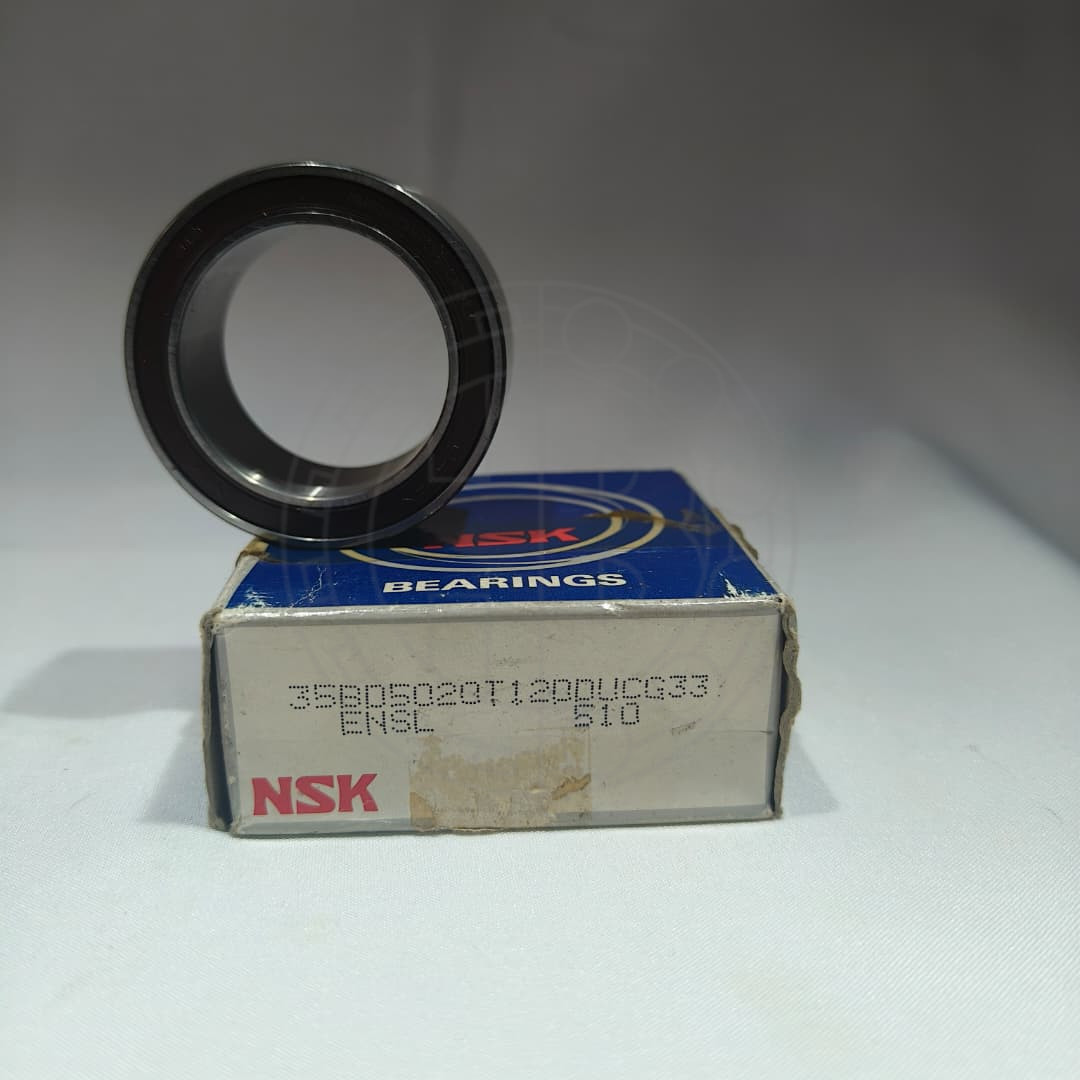 NSK
BEARINGS
35BD5020T12DDUCG33
ENSL 510
NSK